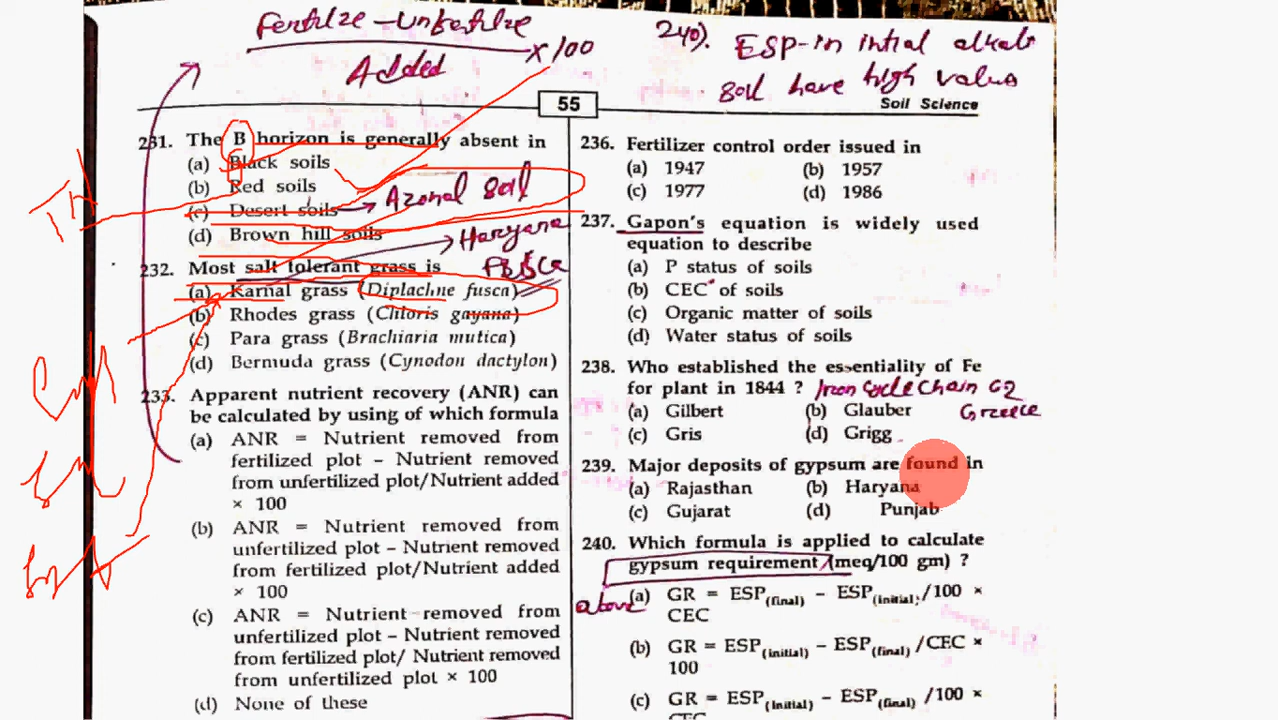 Fertilize - Unfertilize
Added
× 100
240). ESP-in intial alkali
soil have high value
55
Soil Science
231. The B horizon is generally absent in
(a) Black soils
(b) Red soils
(c) Desert soils → Azonal Soil
(d) Brown hill soils
→ Haryana
232. Most salt tolerant grass is
(a) Karnal grass (Diplachne fusca)
(b) Rhodes grass (Chloris gayana)
(c) Para grass (Brachiaria mutica)
(d) Bermuda grass (Cynodon dactylon)
233. Apparent nutrient recovery (ANR) can
be calculated by using of which formula
(a) ANR = Nutrient removed from
fertilized plot – Nutrient removed
from unfertilized plot/Nutrient added
× 100
(b) ANR = Nutrient removed from
unfertilized plot – Nutrient removed
from fertilized plot/Nutrient added
× 100
(c) ANR = Nutrient removed from
unfertilized plot – Nutrient removed
from fertilized plot/ Nutrient removed
from unfertilized plot × 100
(d) None of these
236. Fertilizer control order issued in
(a) 1947 (b) 1957
(c) 1977 (d) 1986
237. Gapon's equation is widely used
equation to describe
(a) P status of soils
(b) CEC of soils
(c) Organic matter of soils
(d) Water status of soils
238. Who established the essentiality of Fe
for plant in 1844 ? Iron Cycle Chain G2
(a) Gilbert (b) Glauber Greece
(c) Gris (d) Grigg
239. Major deposits of gypsum are found in
(a) Rajasthan (b) Haryana
(c) Gujarat (d) Punjab
240. Which formula is applied to calculate
gypsum requirement (meq/100 gm) ?
above (a) GR = ESP(final) – ESP(initial)/100 ×
CEC
(b) GR = ESP(initial) – ESP(final) /CEC ×
100
(c) GR = ESP(initial) – ESP(final) /100 ×
CEC